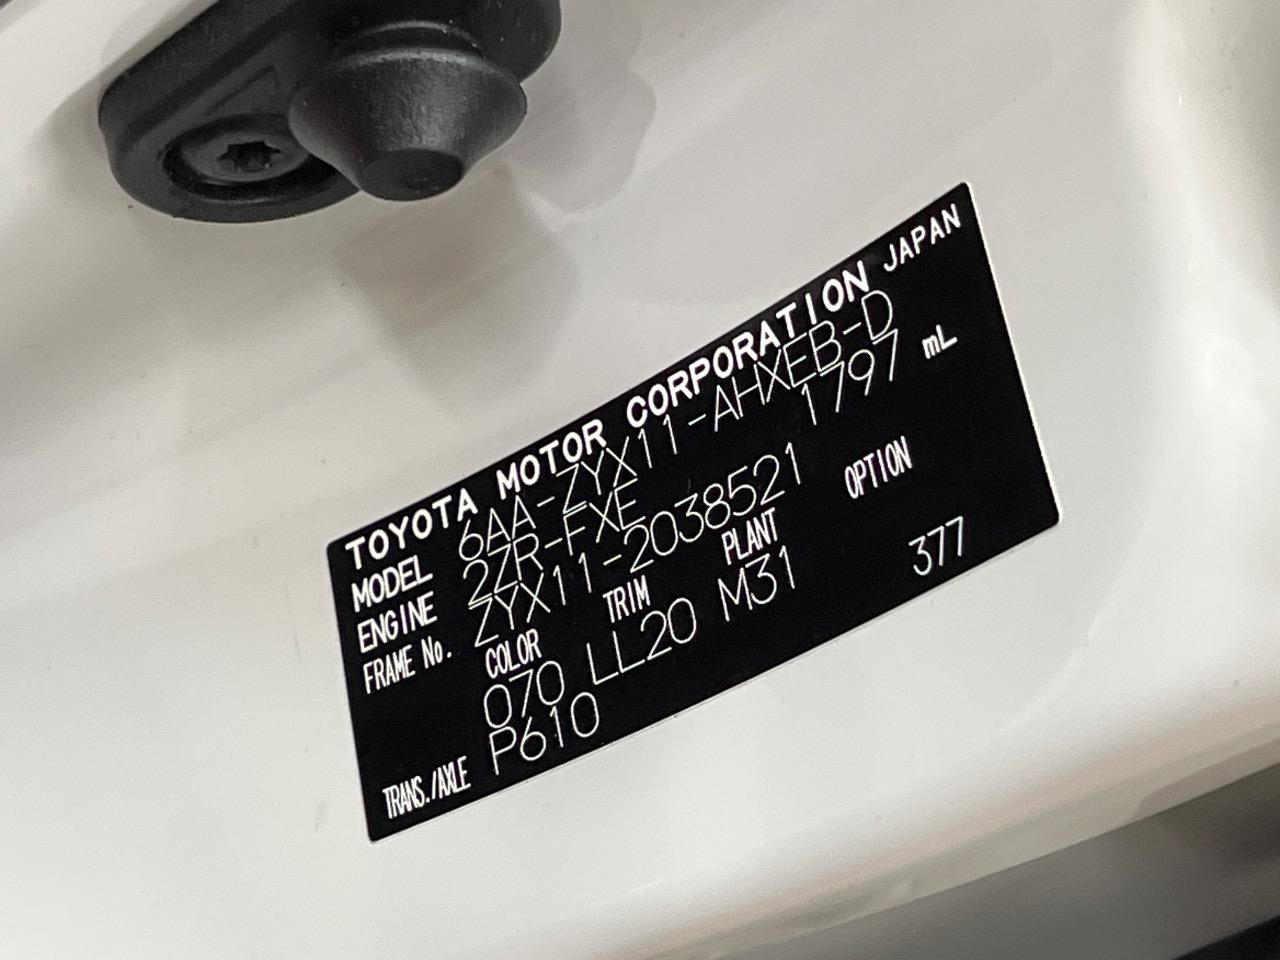 TOYOTA MOTOR CORPORATION JAPAN
MODEL 6AA-ZYX11-AHXEB-D
ENGINE 2ZR-FXE 1797 mL
FRAME No. ZYX11-2038521
COLOR TRIM PLANT OPTION
070 LL20 M31 377
TRANS./AXLE P610